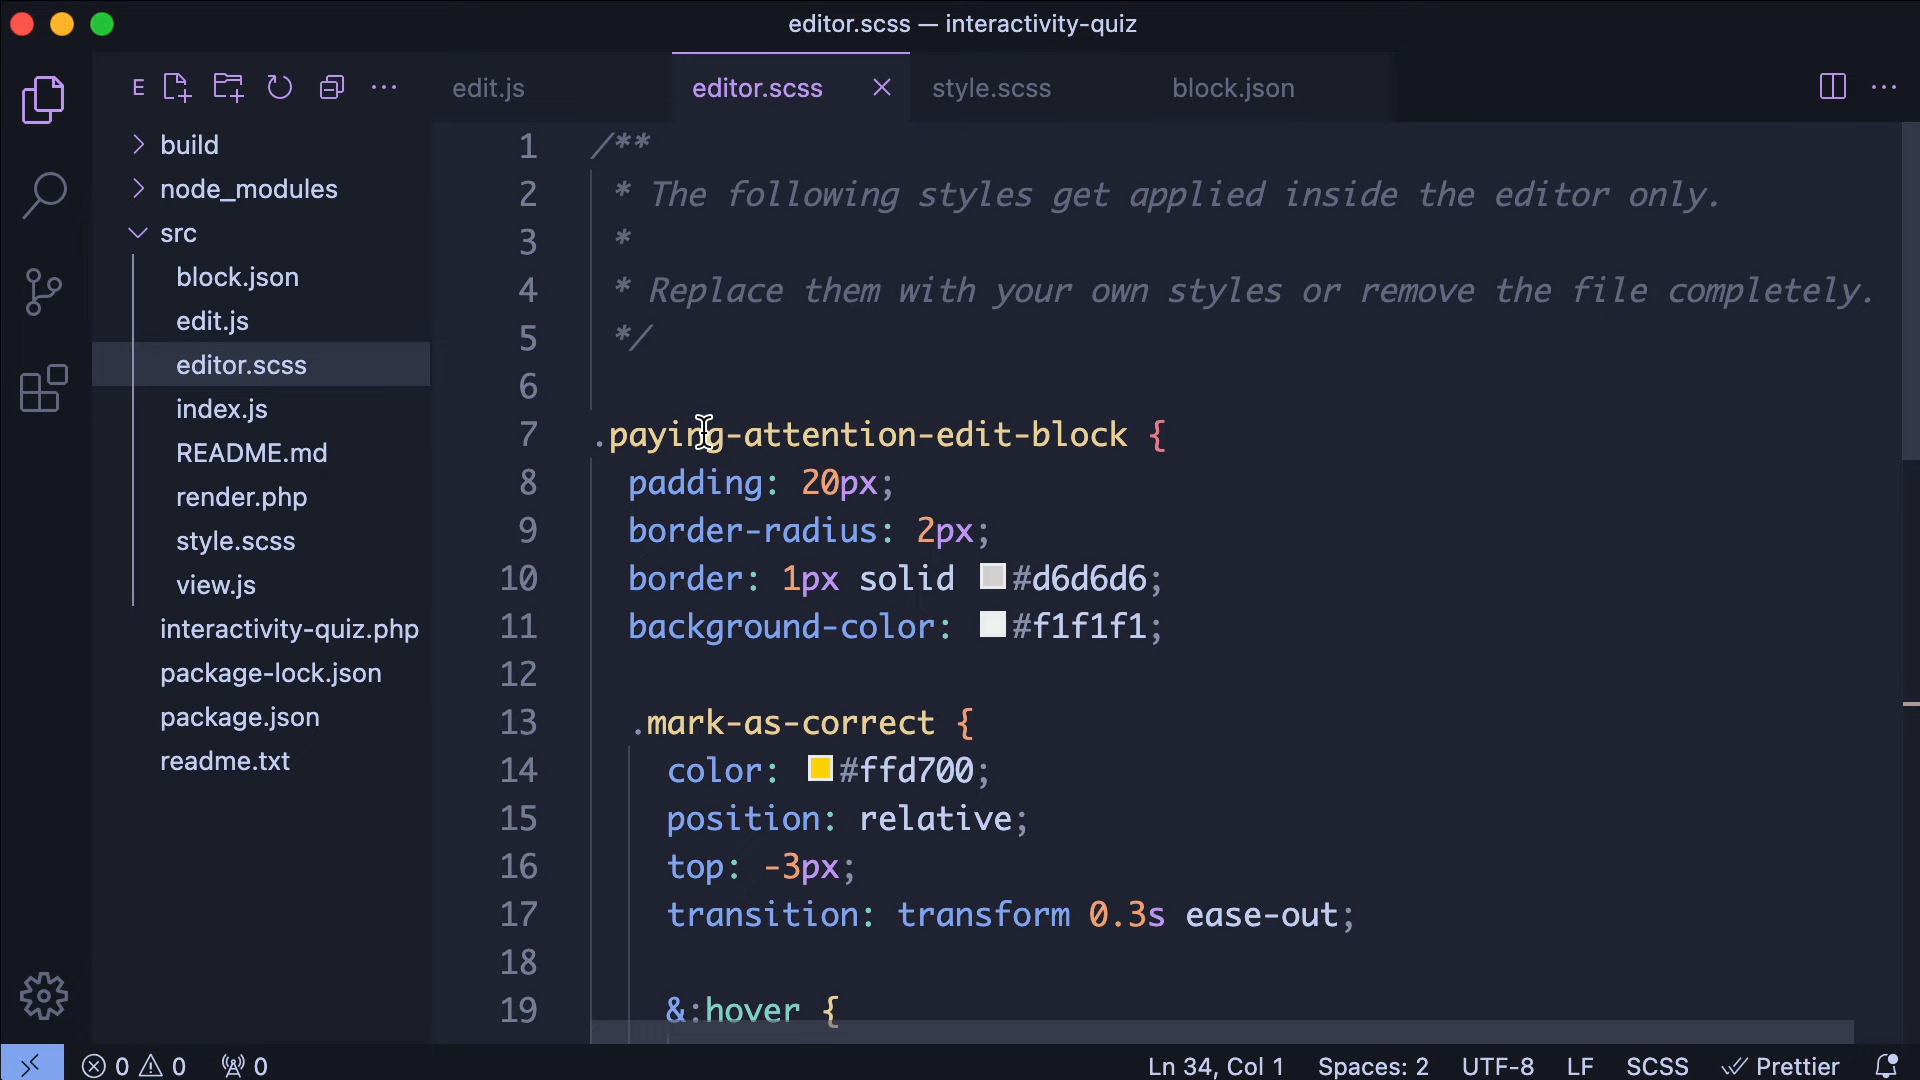 editor.scss — interactivity-quiz
E
edit.js
editor.scss
style.scss
block.json
build
node_modules
src
block.json
edit.js
editor.scss
index.js
README.md
render.php
style.scss
view.js
interactivity-quiz.php
package-lock.json
package.json
readme.txt
1 /**
2 * The following styles get applied inside the editor only.
3 *
4 * Replace them with your own styles or remove the file completely.
5 */
6
7 .paying-attention-edit-block {
8 padding: 20px;
9 border-radius: 2px;
10 border: 1px solid #d6d6d6;
11 background-color: #f1f1f1;
12
13 .mark-as-correct {
14 color: #ffd700;
15 position: relative;
16 top: -3px;
17 transition: transform 0.3s ease-out;
18
19 &:hover {
0 0 0 Ln 34, Col 1 Spaces: 2 UTF-8 LF SCSS Prettier